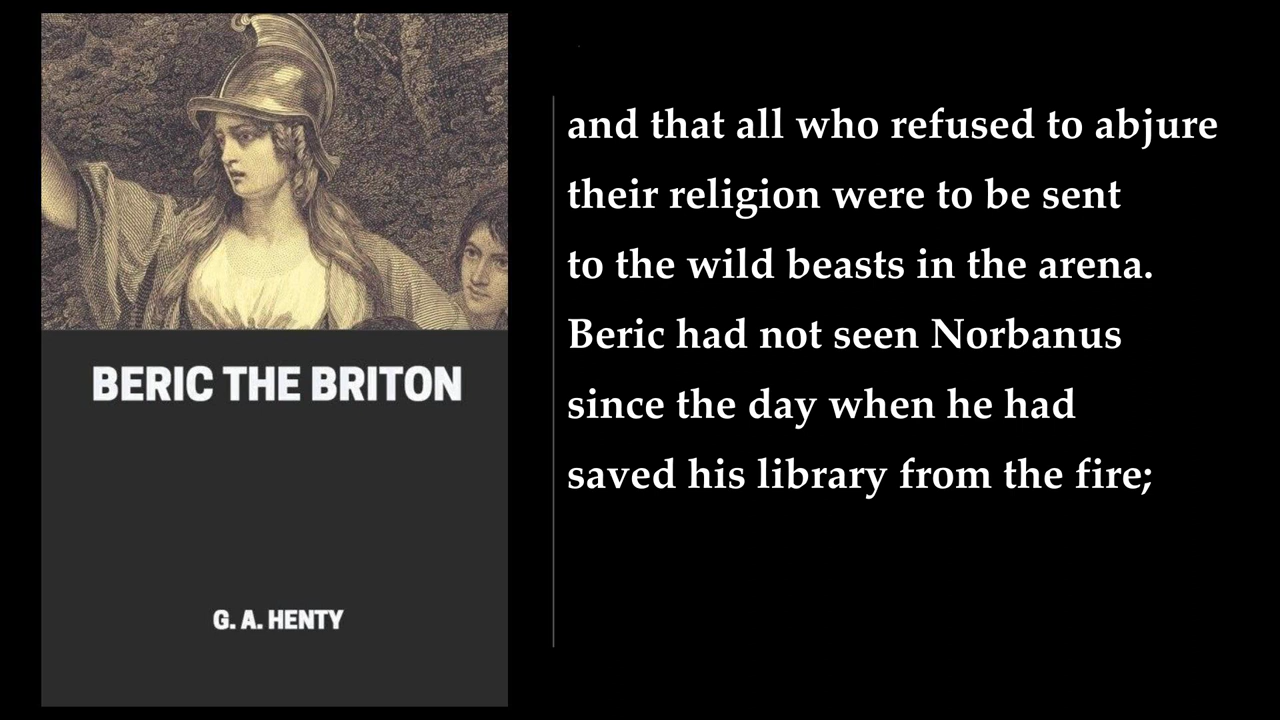 BERIC THE BRITON
G. A. HENTY
and that all who refused to abjure
their religion were to be sent
to the wild beasts in the arena.
Beric had not seen Norbanus
since the day when he had
saved his library from the fire;